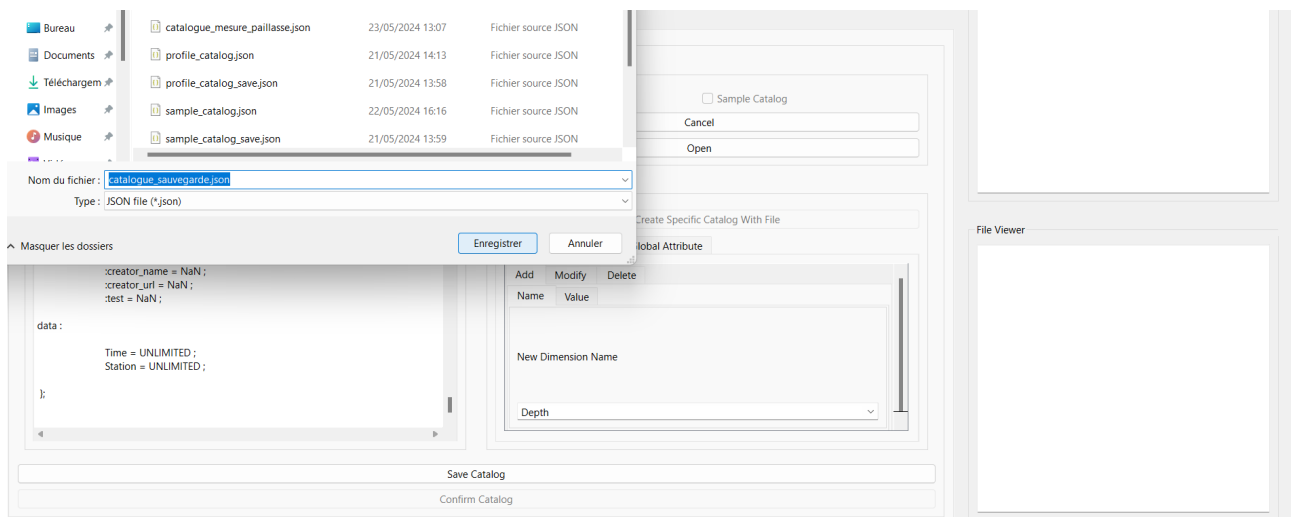 Bureau
Documents
Téléchargem
Images
Musique
catalogue_mesure_paillasse.json 23/05/2024 13:07 Fichier source JSON
profile_catalog.json 21/05/2024 14:13 Fichier source JSON
profile_catalog_save.json 21/05/2024 13:58 Fichier source JSON
sample_catalog.json 22/05/2024 16:16 Fichier source JSON
sample_catalog_save.json 21/05/2024 13:59 Fichier source JSON
Nom du fichier : catalogue_sauvegarde.json
Type : JSON file (*.json)
Masquer les dossiers
Enregistrer Annuler
Sample Catalog
Cancel
Open
Create Specific Catalog With File
Global Attribute
:creator_name = NaN ;
:creator_url = NaN ;
:test = NaN ;
data :
Time = UNLIMITED ;
Station = UNLIMITED ;
};
Add Modify Delete
Name Value
New Dimension Name
Depth
Save Catalog
Confirm Catalog
File Viewer